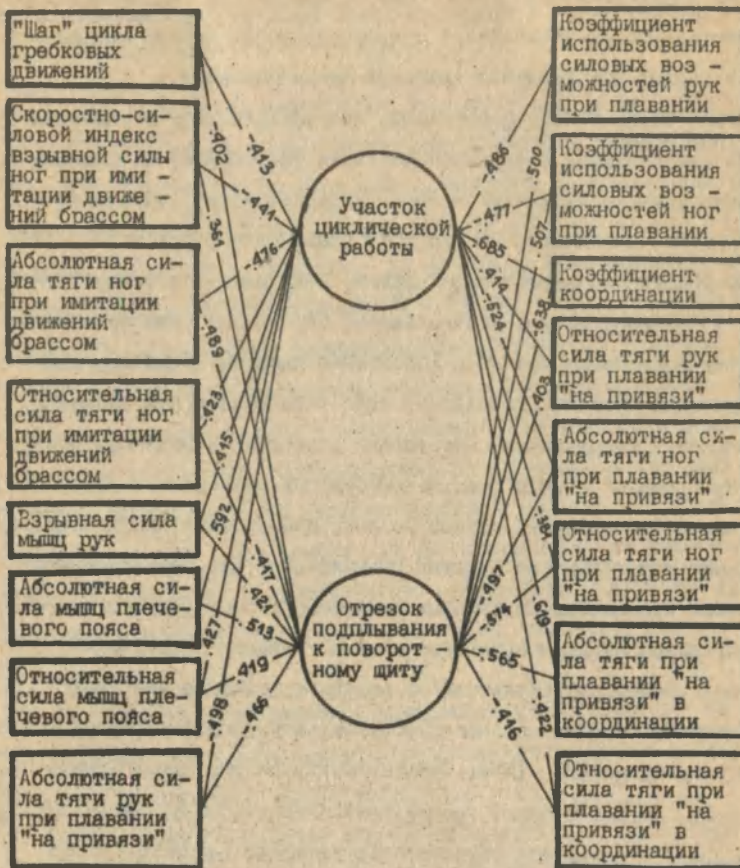 "Шаг" цикла
гребковых
движений
Скоростно-си-
ловой индекс
взрывной силы
ног при ими -
тации движе -
ний брассом
Абсолютная си-
ла тяги ног
при имитации
движений
брассом
Относительная
сила тяги ног
при имитации
движений
брассом
Взрывная сила
мышц рук
Абсолютная си-
ла мышц плече-
вого пояса
Относительная
сила мышц пле-
чевого пояса
Абсолютная си-
ла тяги рук
при плавании
"на привязи"
Участок
циклической
работы
Отрезок
подплывания
к поворот -
ному щиту
Коэффициент
использования
силовых воз -
можностей рук
при плавании
Коэффициент
использования
силовых воз -
можностей ног
при плавании
Коэффициент
координации
Относительная
сила тяги рук
при плавании
"на привязи"
Абсолютная си-
ла тяги ног
при плавании
"на привязи"
Относительная
сила тяги ног
при плавании
"на привязи"
Абсолютная си-
ла тяги при
плавании "на
привязи" в
координации
Относительная
сила тяги при
плавании "на
привязи" в
координации
-.413
-.402
-.441
.361
-.476
-.489
-.423
.415
.592
-.417
.421
.513
.427
.419
-.498
-.466
-.486
.500
-.477
.507
-.685
.414
-.524
-.638
.403
-.384
-.497
-.574
-.619
-.565
-.422
-.416